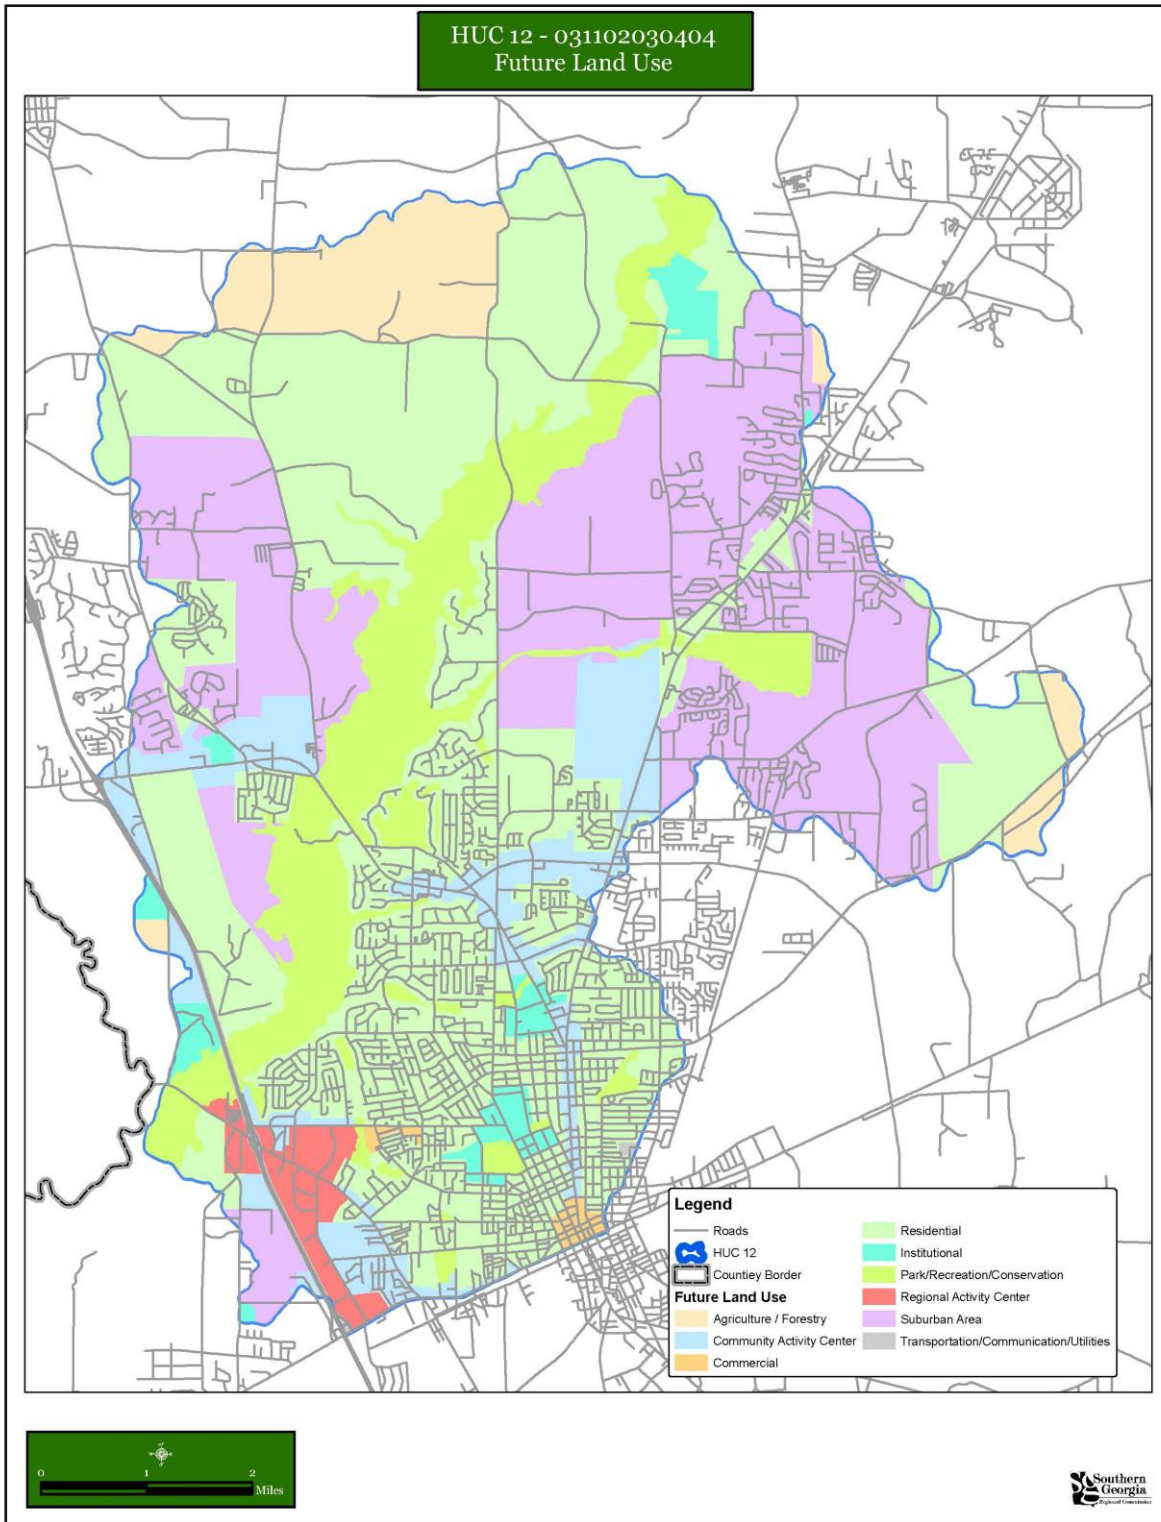 HUC 12 - 031102030404
Future Land Use
Legend
Roads
HUC 12
Countiey Border
Future Land Use
Agriculture / Forestry
Community Activity Center
Commercial
Residential
Institutional
Park/Recreation/Conservation
Regional Activity Center
Suburban Area
Transportation/Communication/Utilities
0 1 2
Miles
Southern
Georgia
Regional Commission